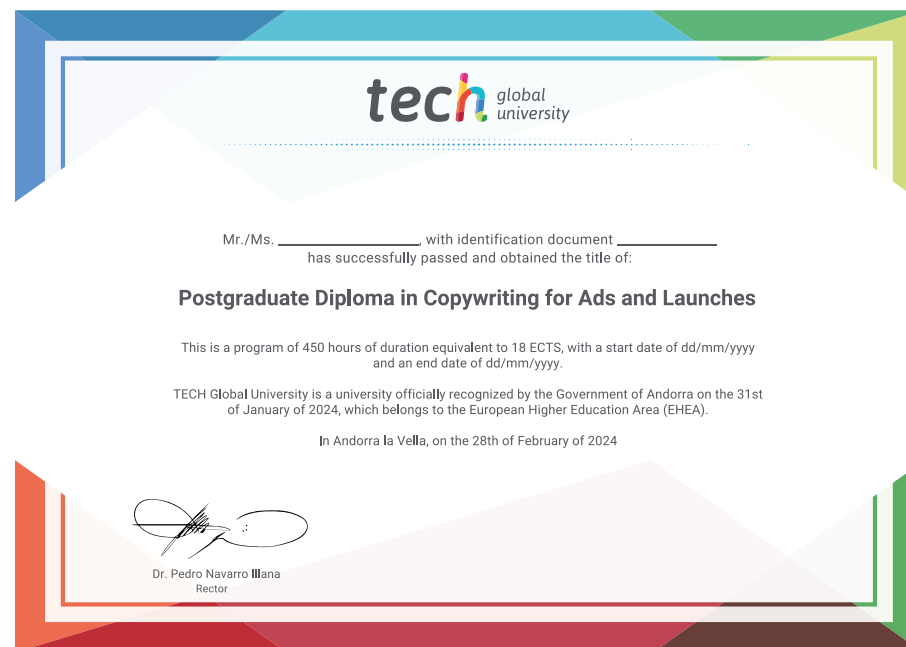 tech global university
Mr./Ms. ________________, with identification document ____________
has successfully passed and obtained the title of:
Postgraduate Diploma in Copywriting for Ads and Launches
This is a program of 450 hours of duration equivalent to 18 ECTS, with a start date of dd/mm/yyyy
and an end date of dd/mm/yyyy.
TECH Global University is a university officially recognized by the Government of Andorra on the 31st
of January of 2024, which belongs to the European Higher Education Area (EHEA).
In Andorra la Vella, on the 28th of February of 2024
Dr. Pedro Navarro Illana
Rector